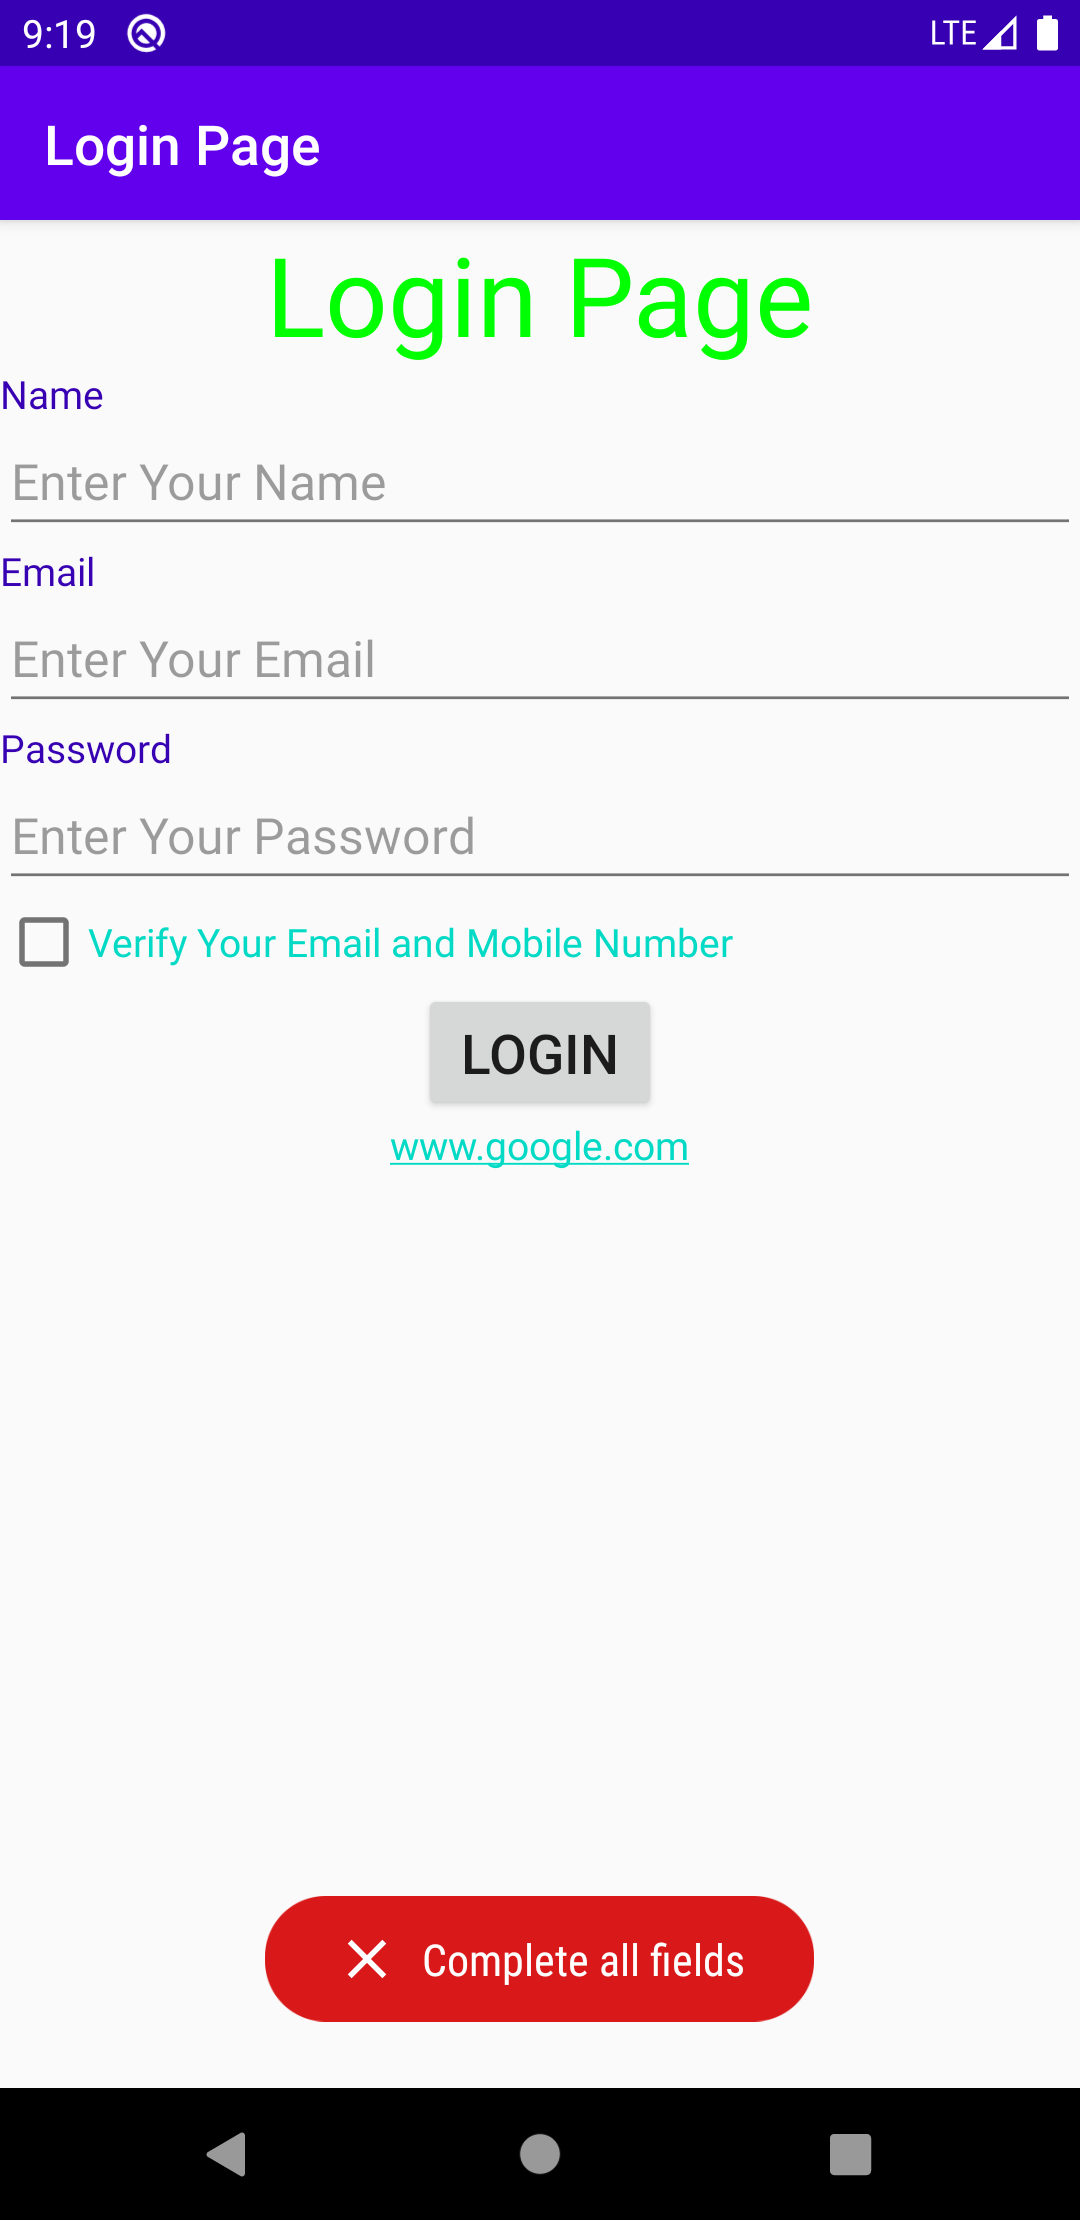 9:19 LTE
Login Page
Login Page
Name
Enter Your Name
Email
Enter Your Email
Password
Enter Your Password
Verify Your Email and Mobile Number
LOGIN
www.google.com
Complete all fields